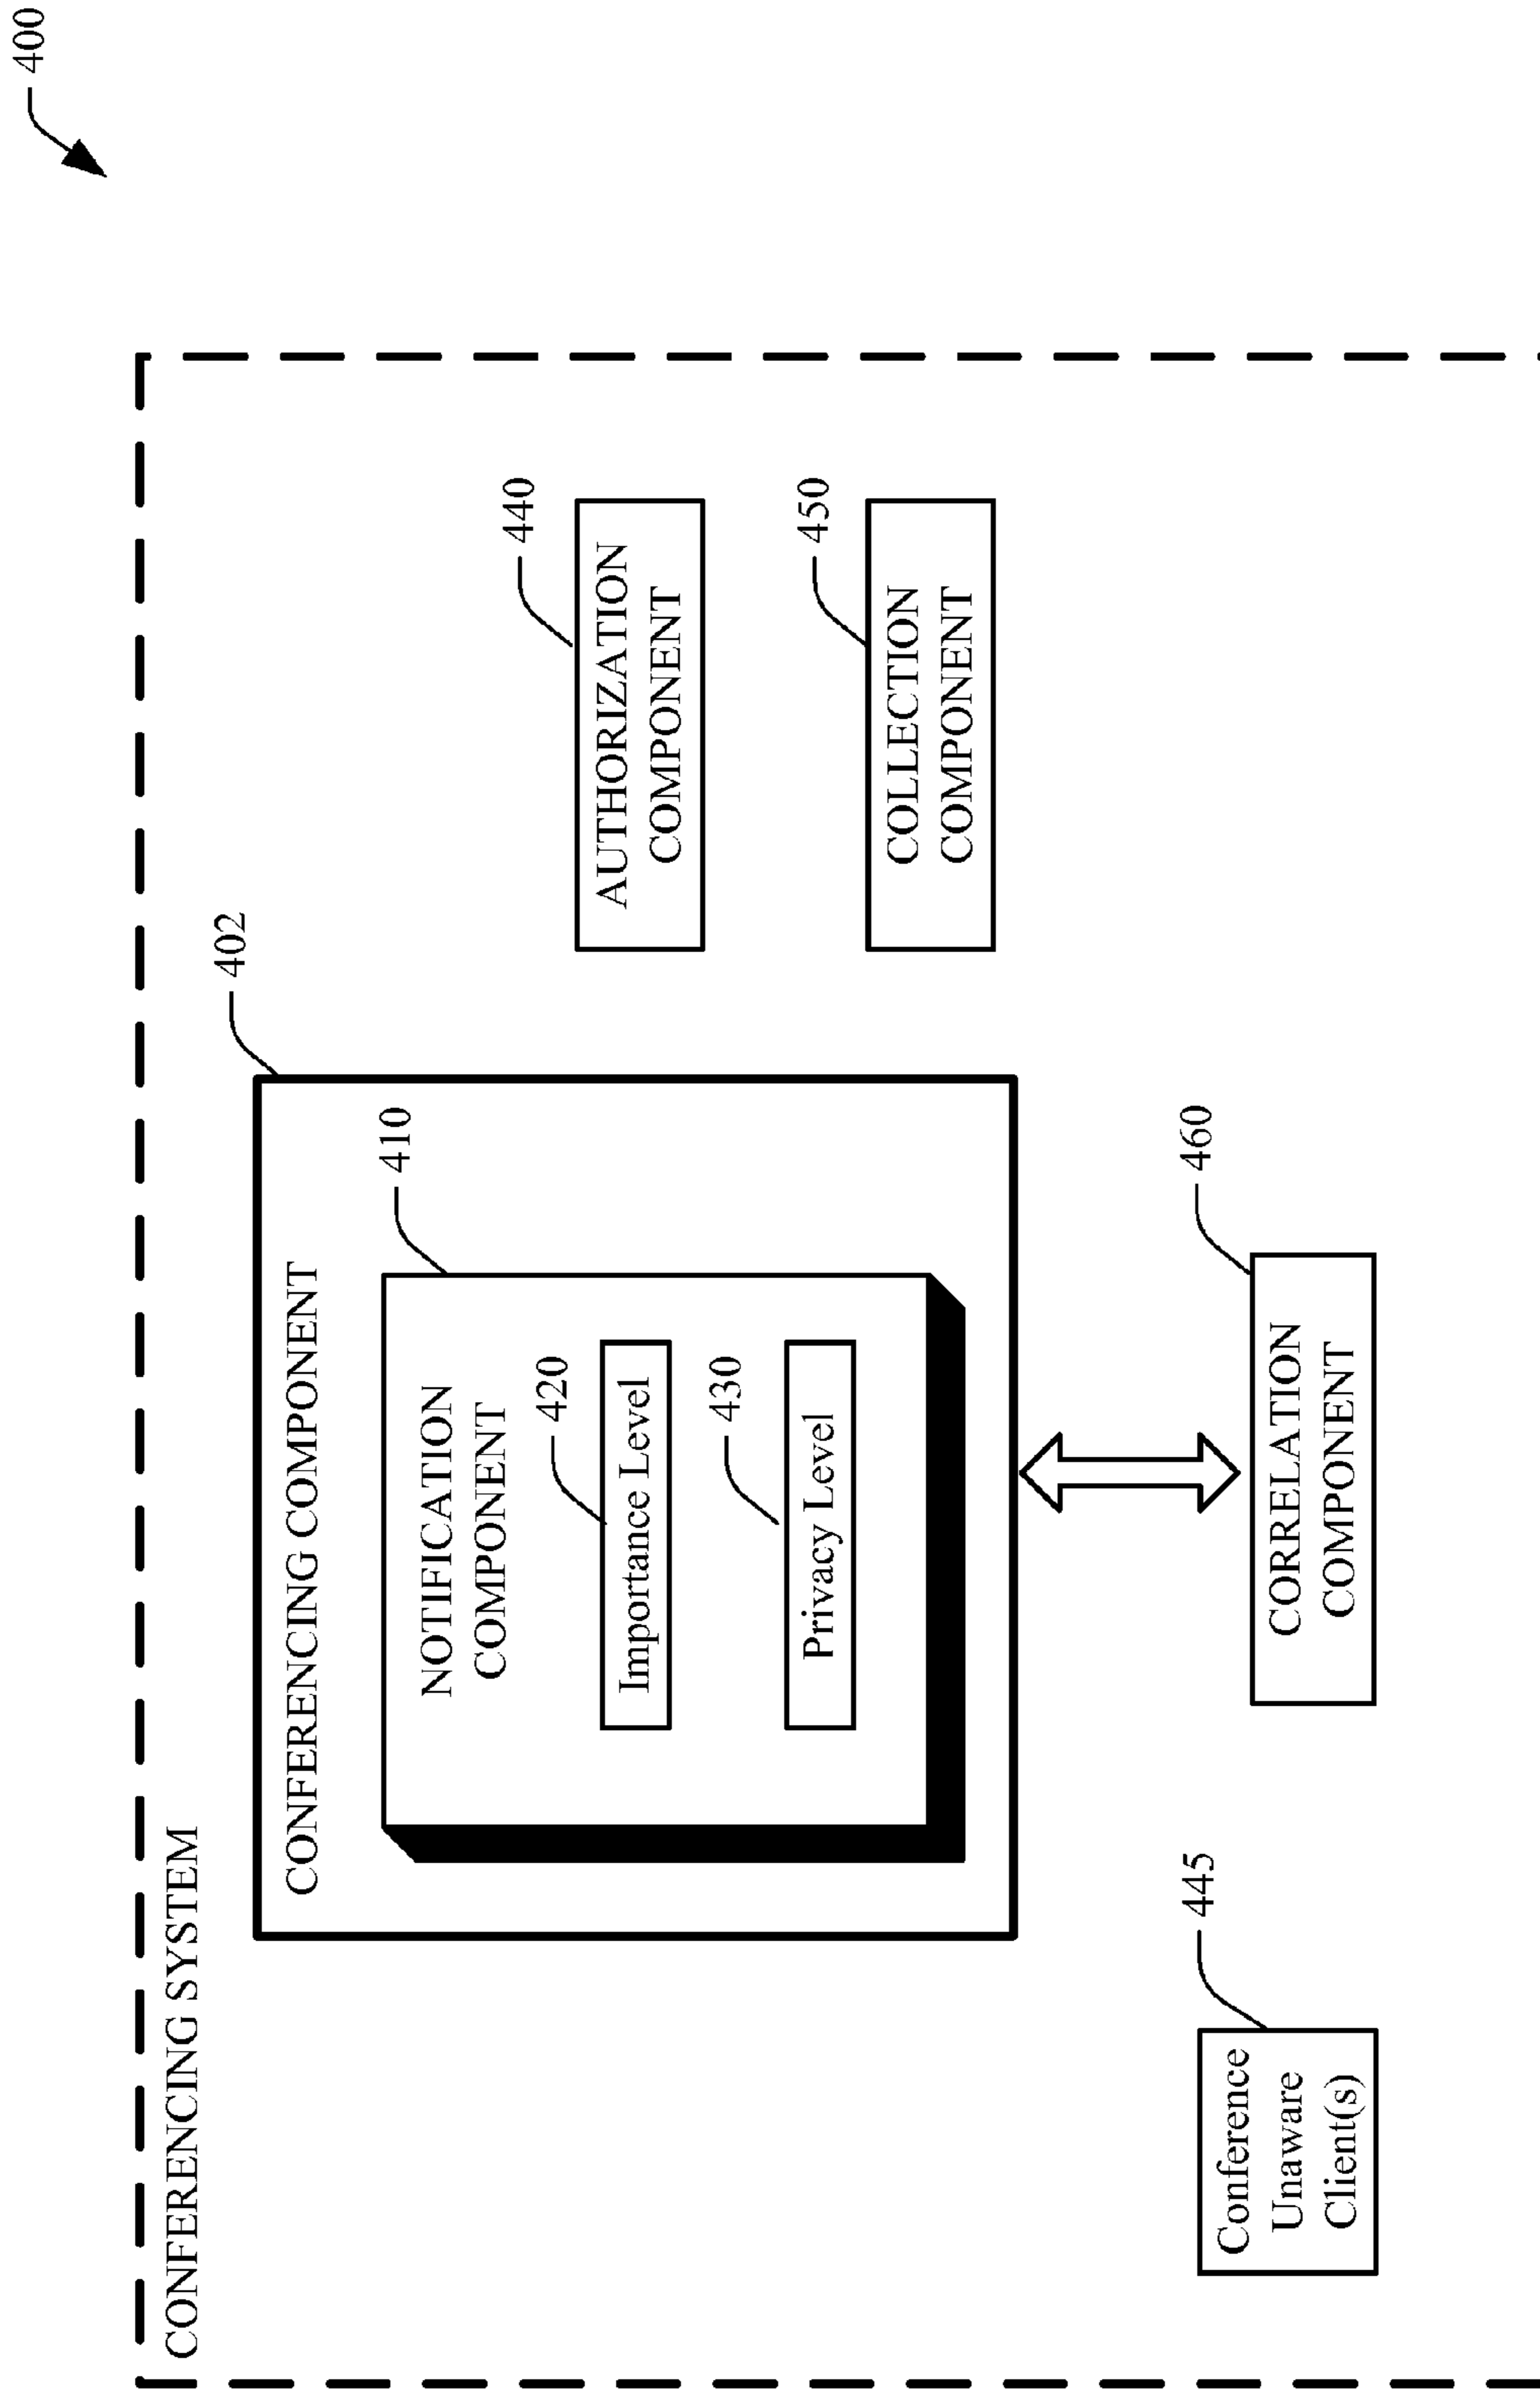 400
CONFERENCING SYSTEM
402
CONFERENCING COMPONENT
410
NOTIFICATION
COMPONENT
420
Importance Level
430
Privacy Level
440
AUTHORIZATION
COMPONENT
450
COLLECTION
COMPONENT
445
Conference
Unaware
Client(s)
460
CORRELATION
COMPONENT